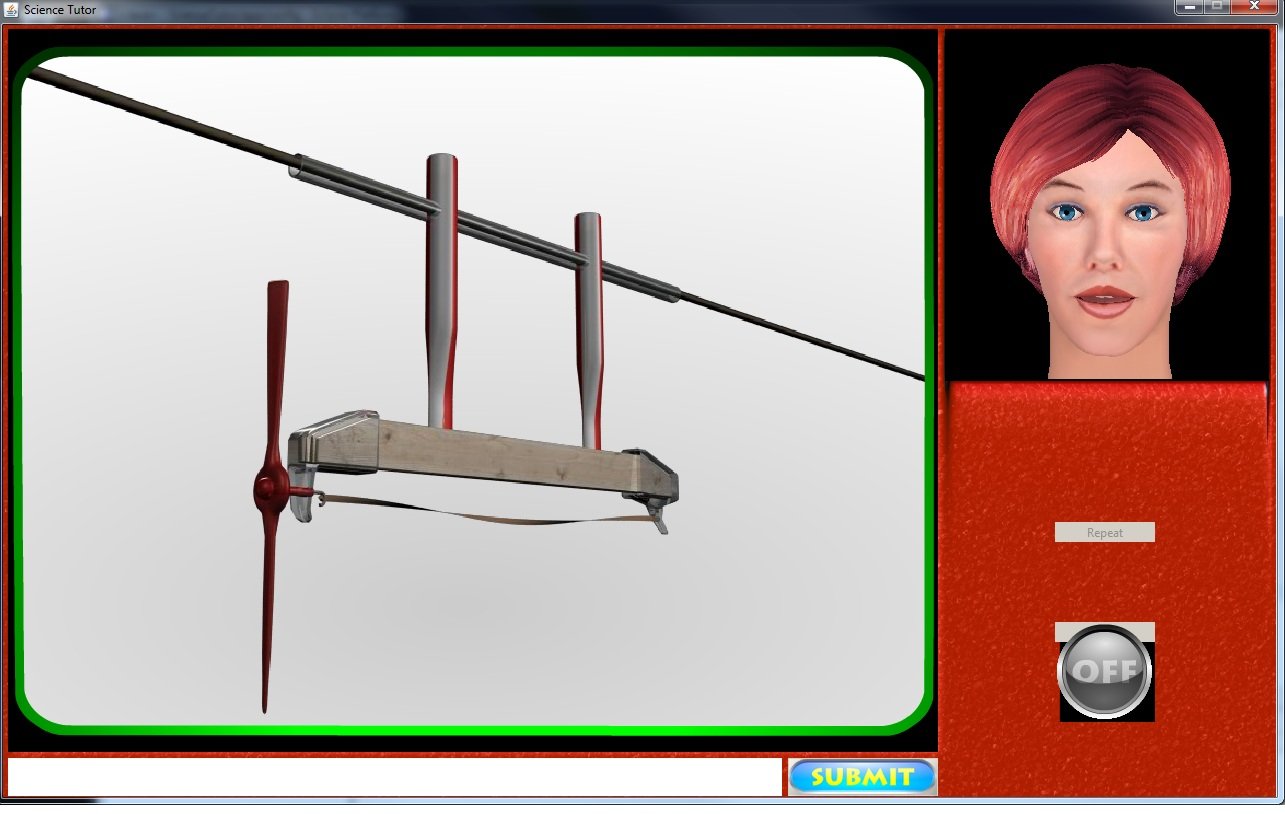 Science Tutor
Repeat
OFF
SUBMIT